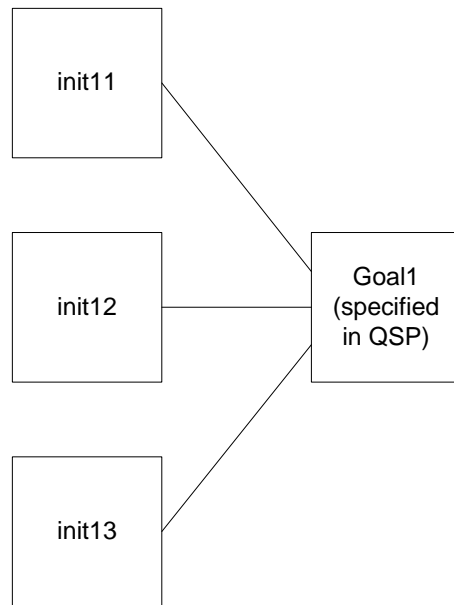 init11
init12
Goal1
(specified
in QSP)
init13